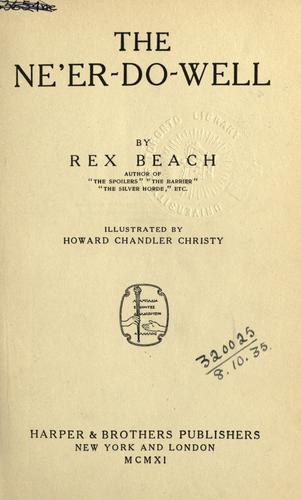 THE
NE'ER-DO-WELL
BY
REX BEACH
AUTHOR OF
"THE SPOILERS" "THE BARRIER"
"THE SILVER HORDE," ETC.
ILLUSTRATED BY
HOWARD CHANDLER CHRISTY
320025
8.10.35.
HARPER & BROTHERS PUBLISHERS
NEW YORK AND LONDON
MCMXI